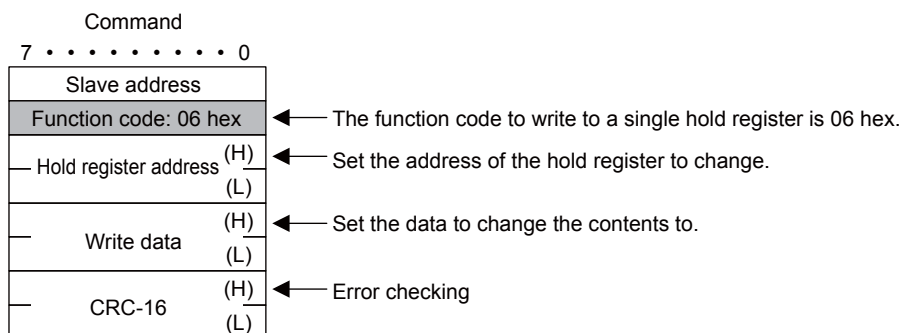 Command
7 • • • • • • • • • 0
Slave address
Function code: 06 hex
The function code to write to a single hold register is 06 hex.
Hold register address (H)
Set the address of the hold register to change.
(L)
(H)
Set the data to change the contents to.
Write data
(L)
(H)
Error checking
CRC-16
(L)